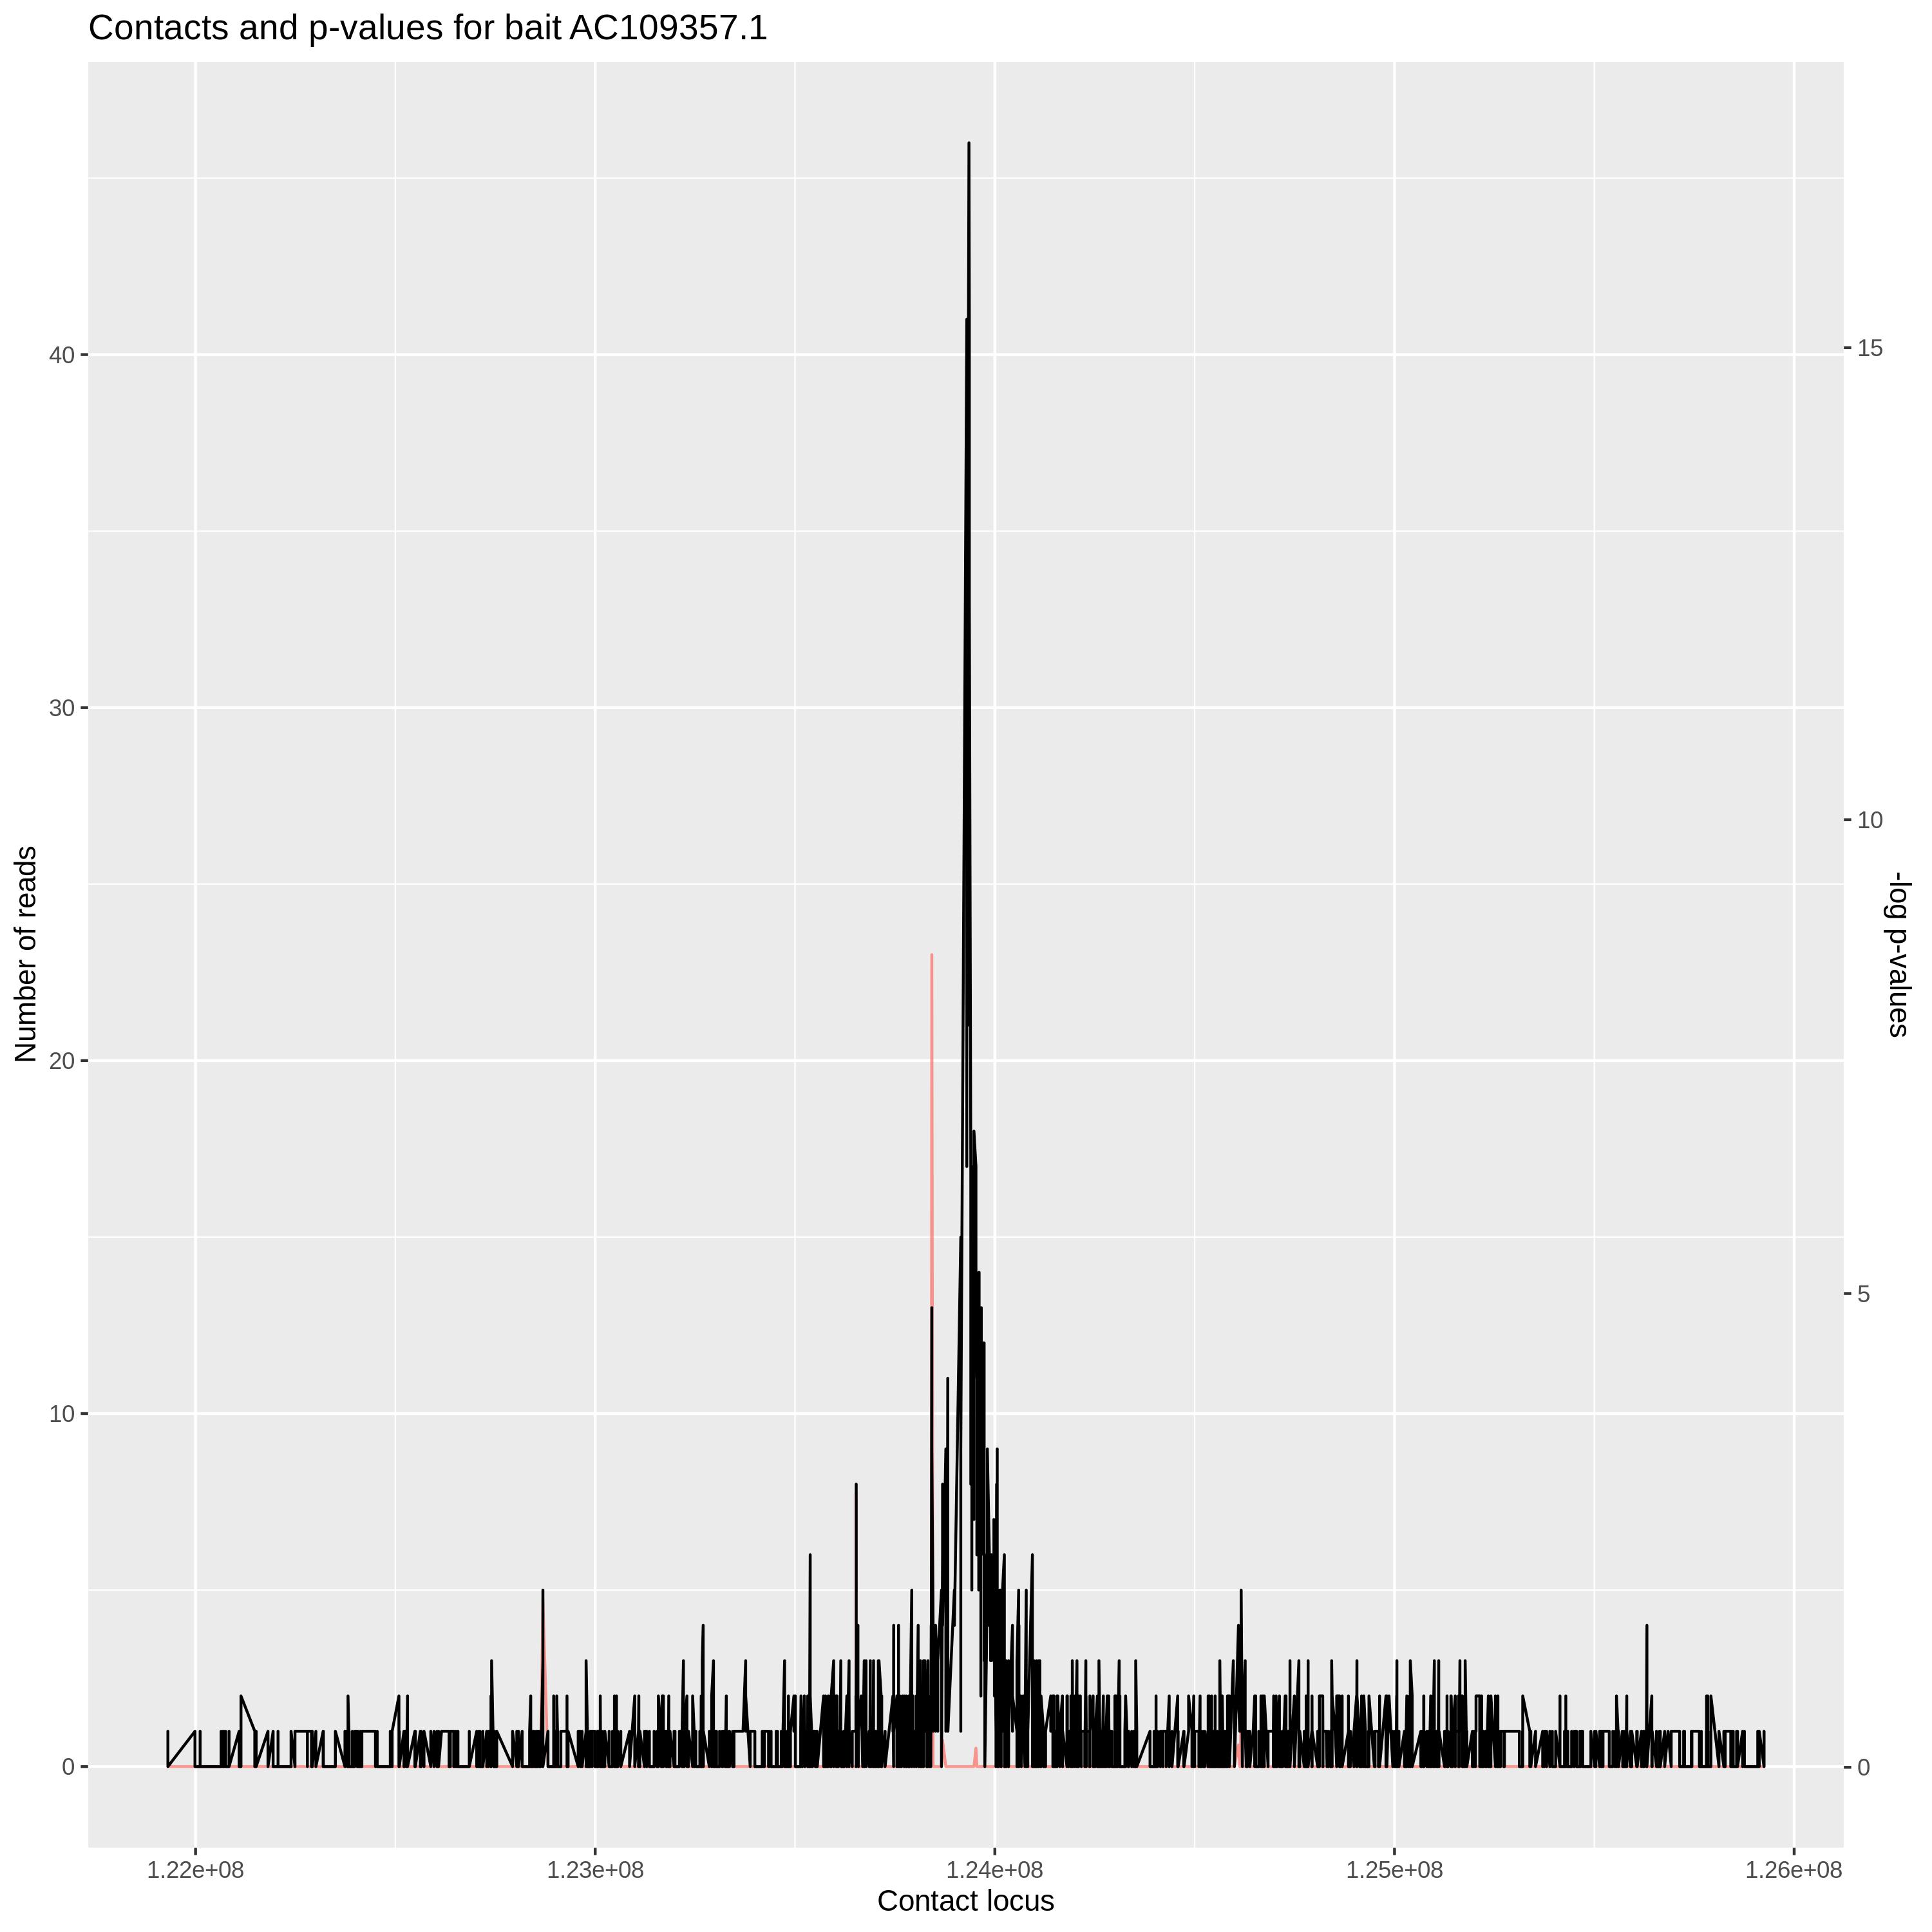 Contacts and p-values for bait AC109357.1
40
30
20
10
0
15
10
5
0
Number of reads
-log p-values
1.22e+08
1.23e+08
1.24e+08
1.25e+08
1.26e+08
Contact locus